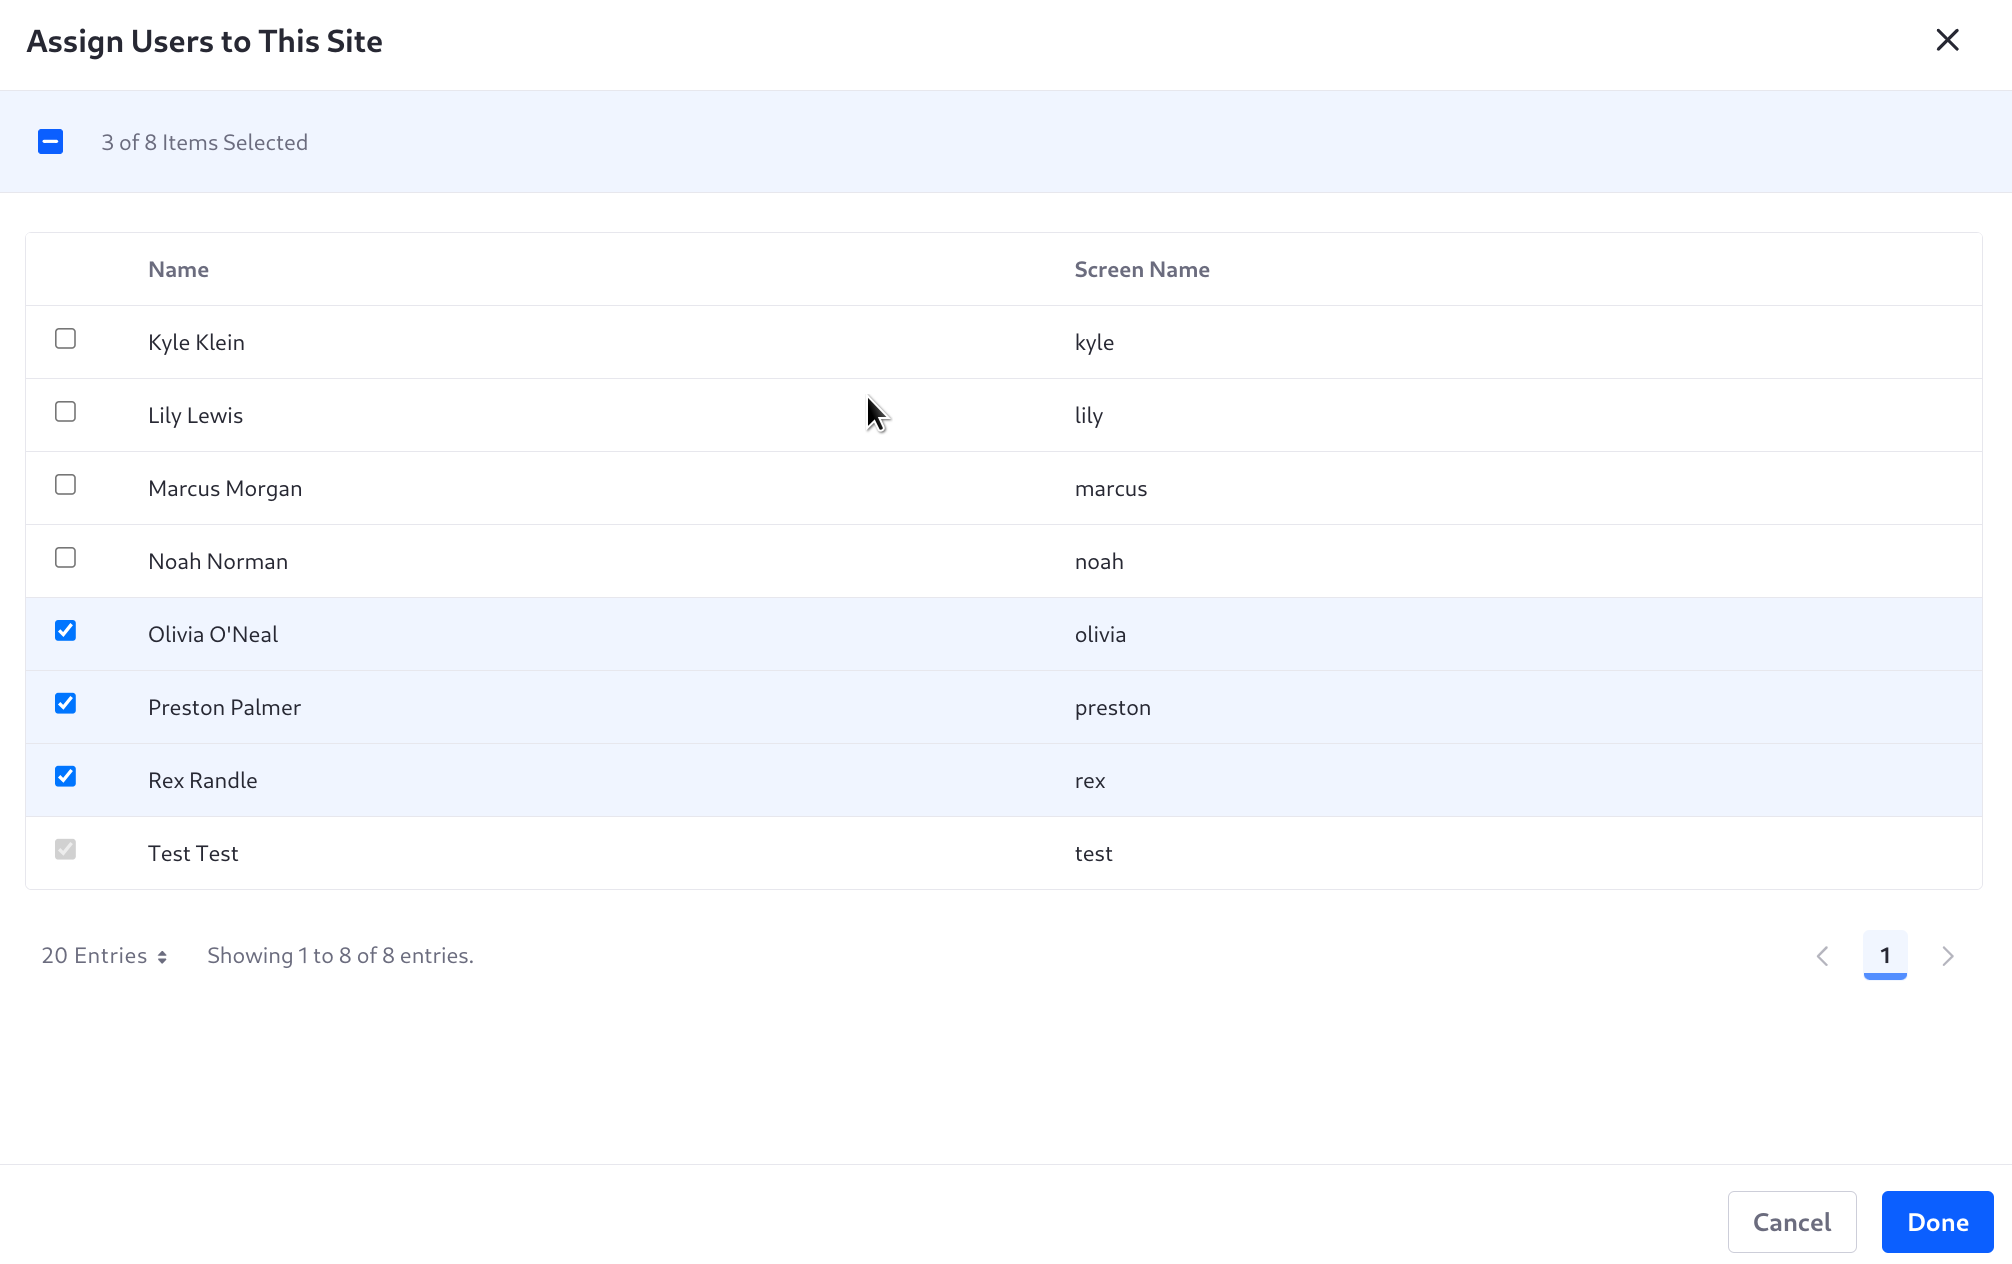 Assign Users to This Site
3 of 8 Items Selected
Name Screen Name
Kyle Klein kyle
Lily Lewis lily
Marcus Morgan marcus
Noah Norman noah
Olivia O'Neal olivia
Preston Palmer preston
Rex Randle rex
Test Test test
20 Entries Showing 1 to 8 of 8 entries. 1
Cancel Done